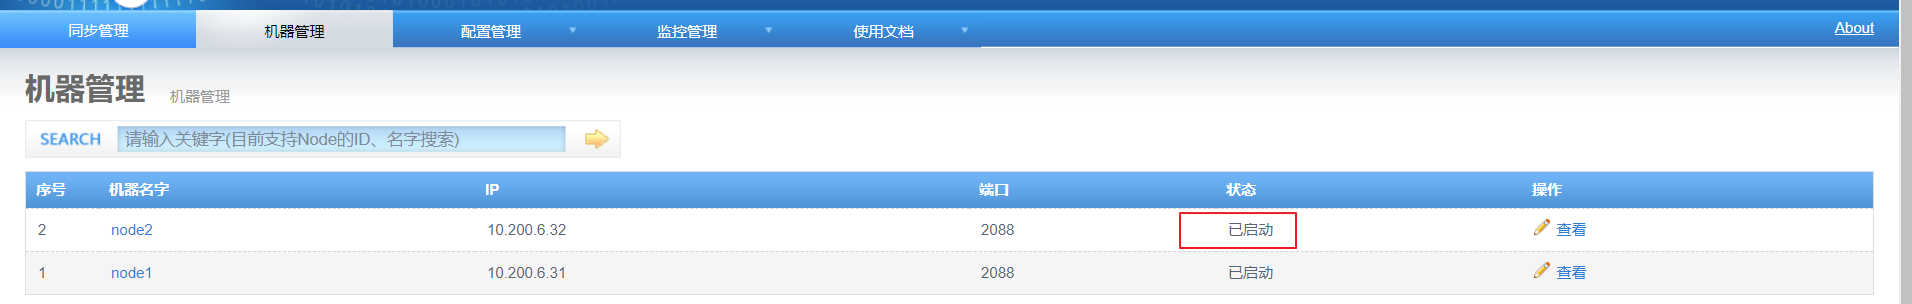 同步管理 机器管理 配置管理 监控管理 使用文档 About
机器管理 机器管理
SEARCH 请输入关键字(目前支持Node的ID、名字搜索)
序号 机器名字 IP 端口 状态 操作
2 node2 10.200.6.32 2088 已启动 查看
1 node1 10.200.6.31 2088 已启动 查看